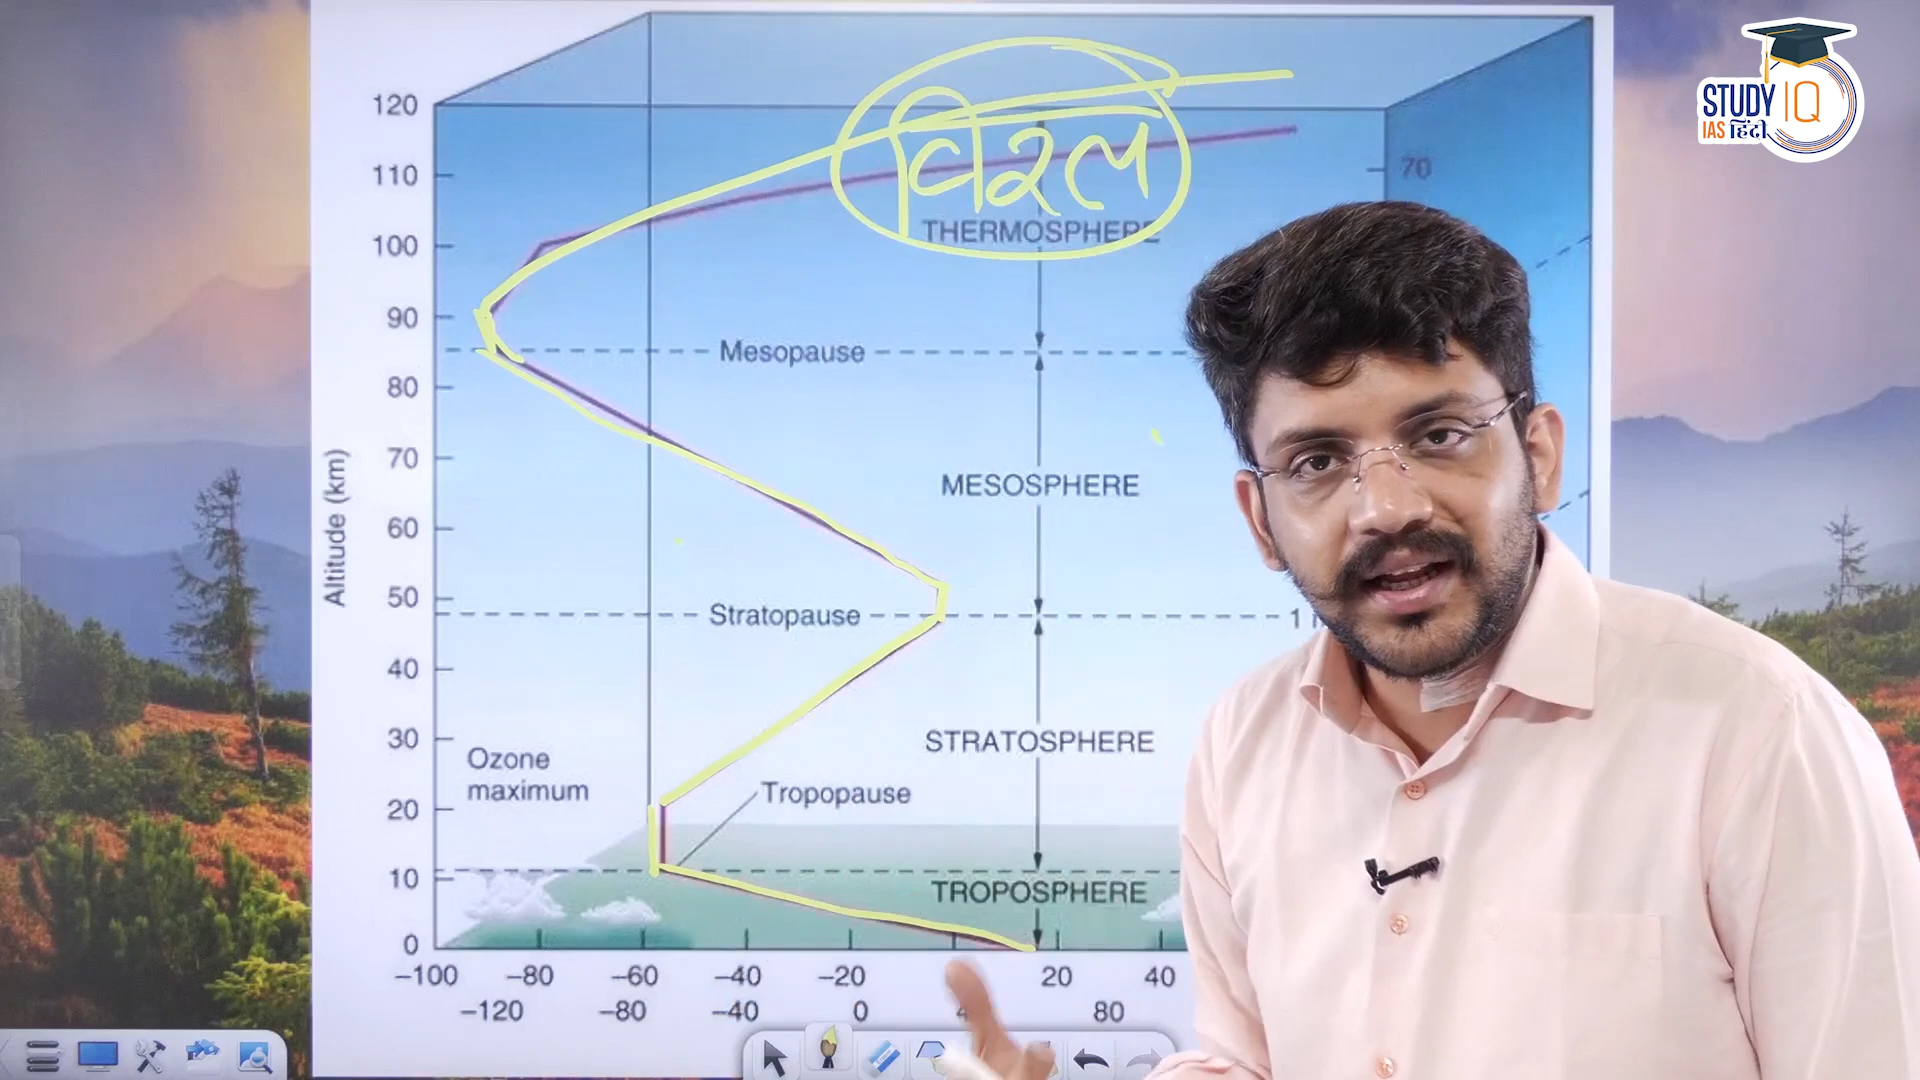 STUDY IQ
IAS हिंदी
120
विरल
110
70
100
THERMOSPHERE
90
Mesopause
80
70
MESOSPHERE
Altitude (km)
60
50
Stratopause
1
40
30
STRATOSPHERE
Ozone
maximum
20
Tropopause
10
TROPOSPHERE
0
–100 –80 –60 –40 –20 20 40
–120 –80 –40 0 80